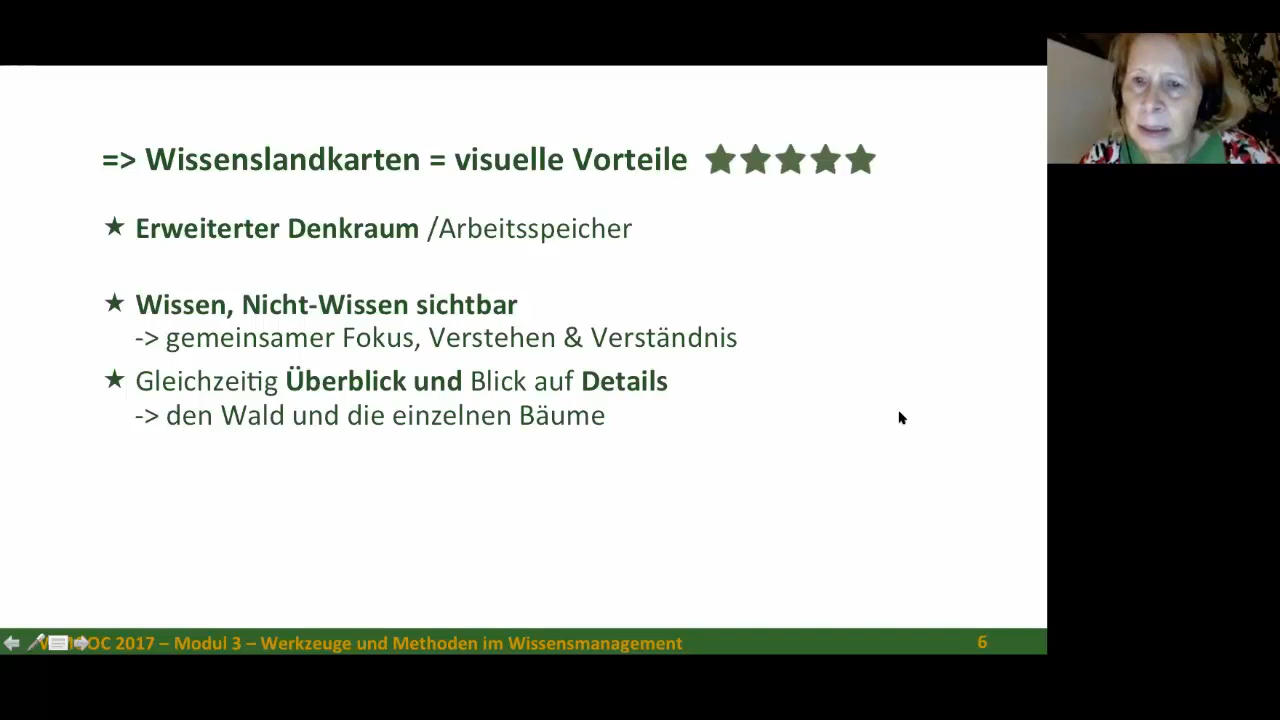 => Wissenslandkarten = visuelle Vorteile
Erweiterter Denkraum /Arbeitsspeicher
Wissen, Nicht-Wissen sichtbar
-> gemeinsamer Fokus, Verstehen & Verständnis
Gleichzeitig Überblick und Blick auf Details
-> den Wald und die einzelnen Bäume
OC 2017 – Modul 3 – Werkzeuge und Methoden im Wissensmanagement
6